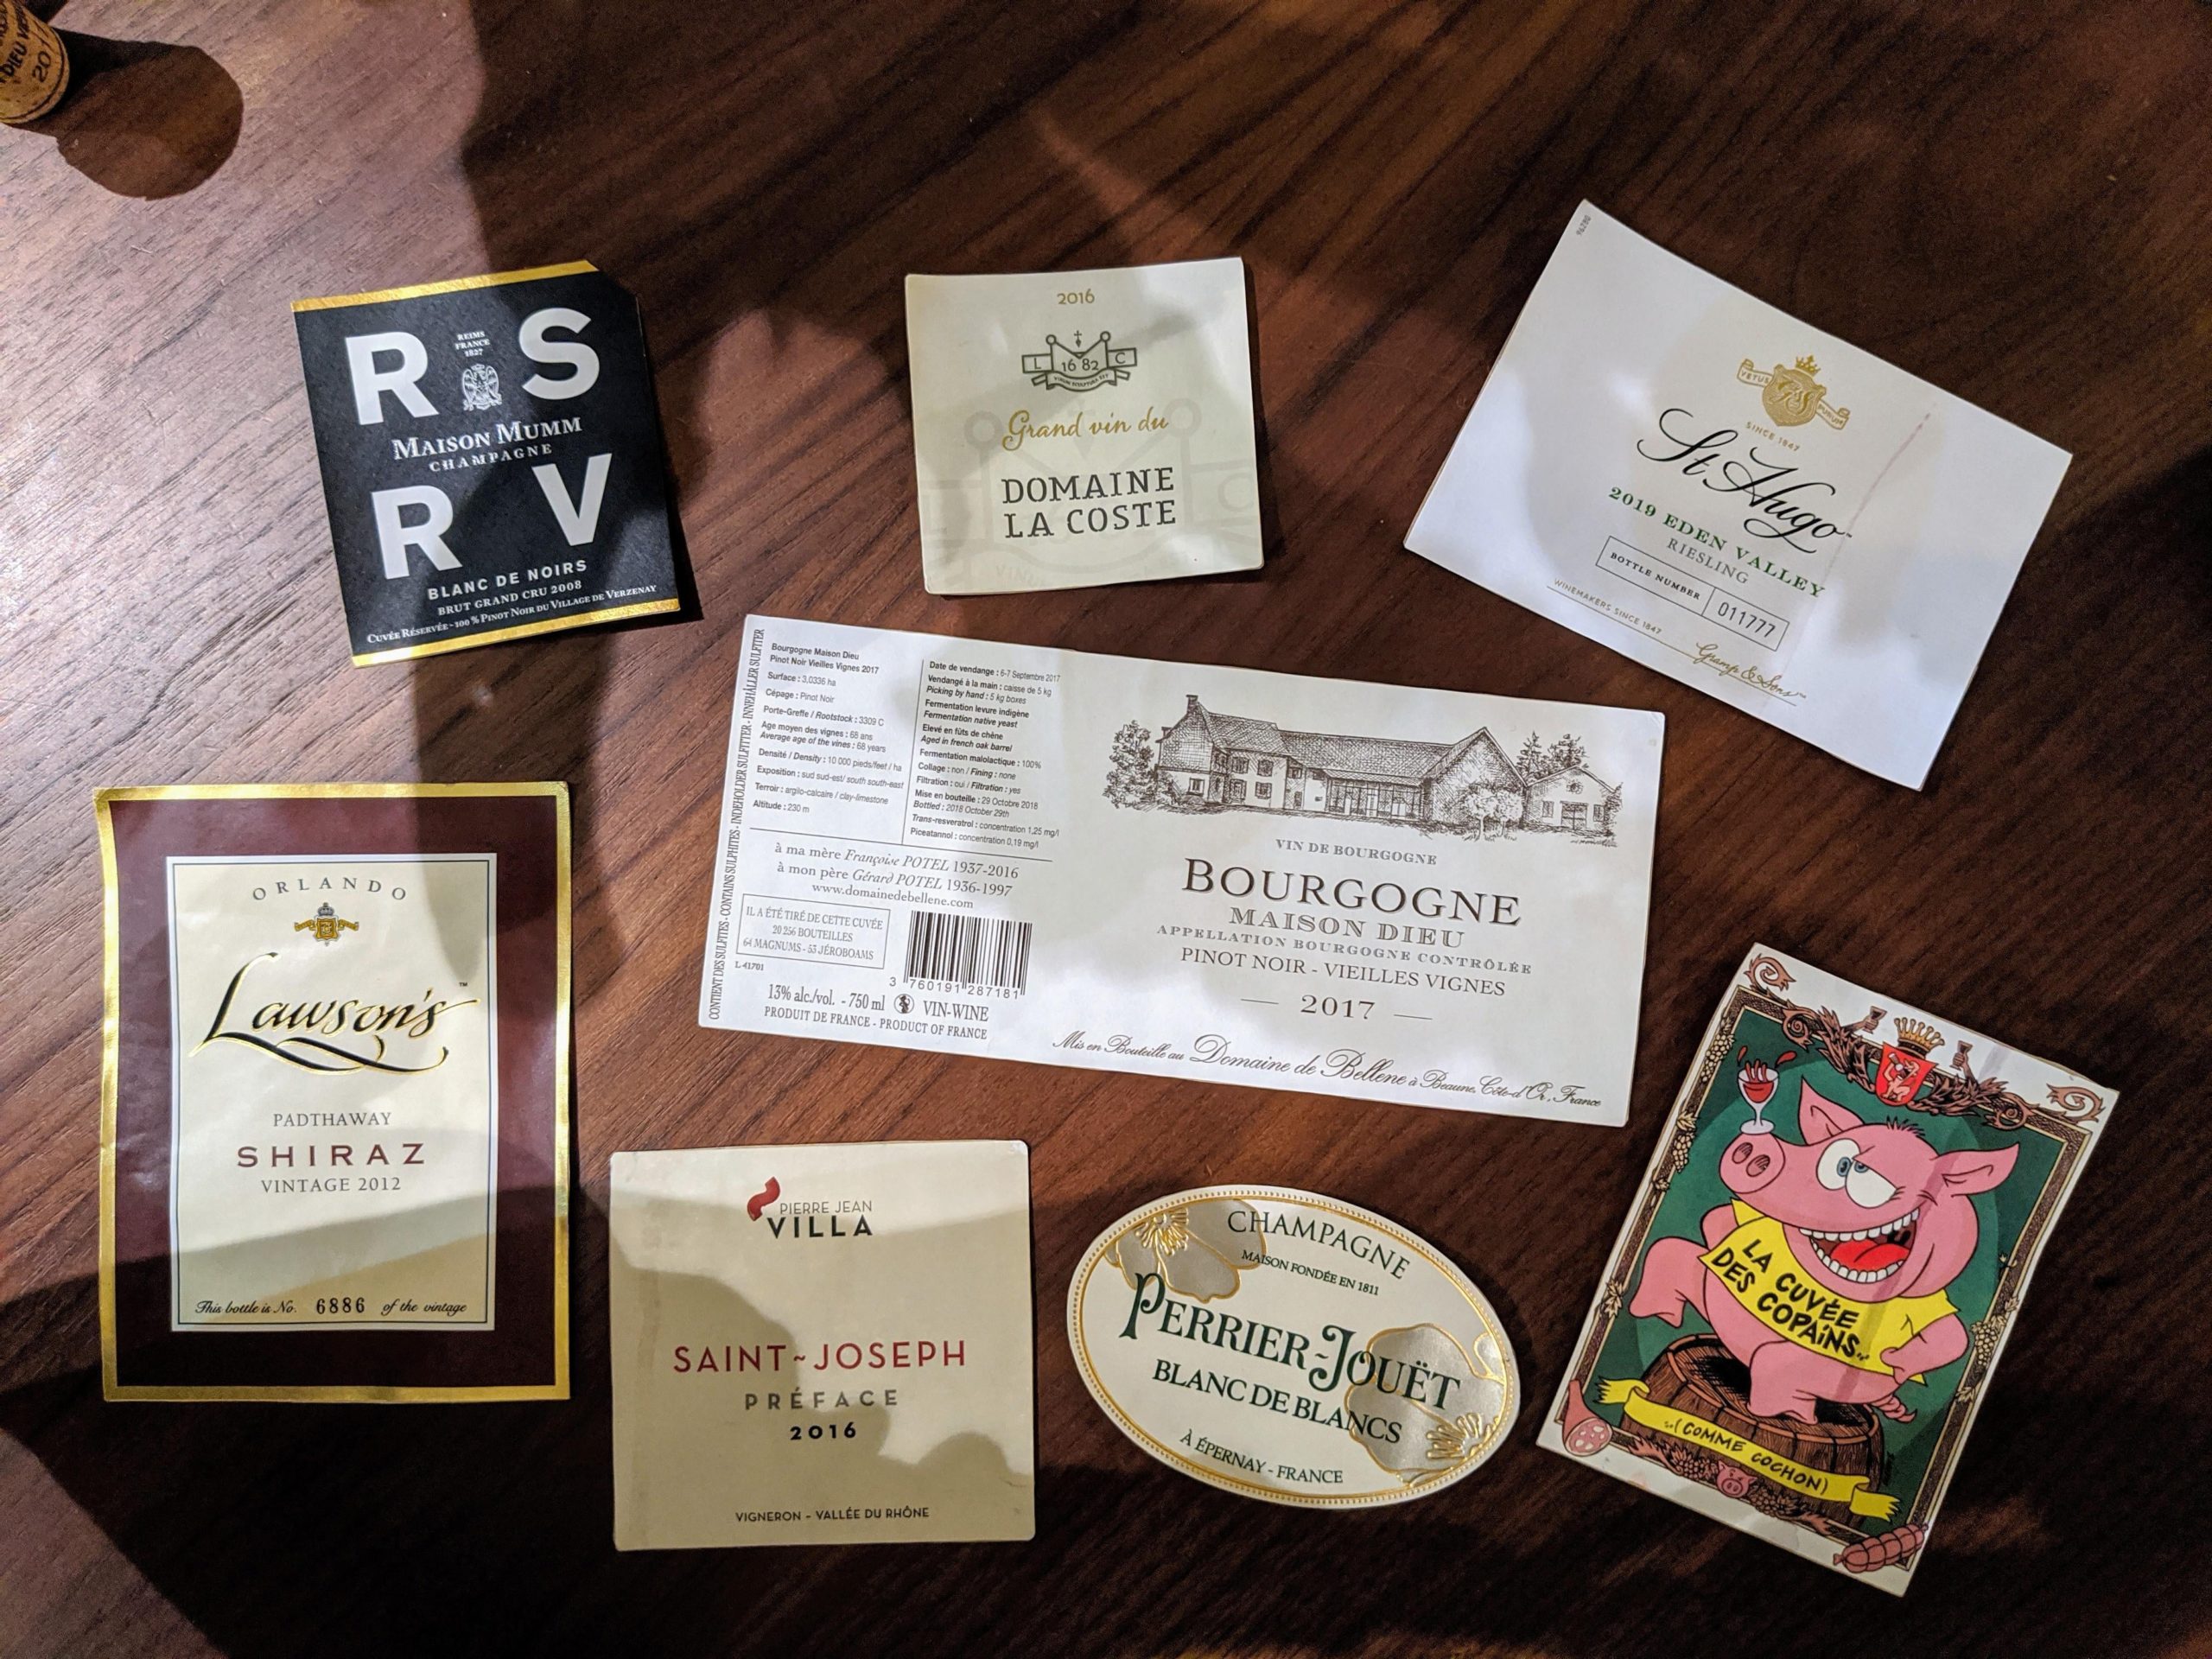 DIEU
201
R S
REIMS
FRANCE
1827
MAISON MUMM
CHAMPAGNE
R V
BLANC DE NOIRS
BRUT GRAND CRU 2008
CUVÉE RÉSERVÉE - 100 % PINOT NOIR DU VILLAGE DE VERZENAY
2016
L 1682 C
Grand vin du
DOMAINE
LA COSTE
96780
VETUS PURUM
G&S
SINCE 1847
St Hugo
2019 EDEN VALLEY
RIESLING
BOTTLE NUMBER 011777
WINEMAKERS SINCE 1847
Gramp & Sons™
CONTIENT DES SULFITES - CONTAINS SULPHITES - INDEHOLDER SULFITTER - INNEHÅLLER SULFITER
Bourgogne Maison Dieu
Pinot Noir Vieilles Vignes 2017
Surface : 3,0336 ha
Cépage : Pinot Noir
Porte-Greffe / Rootstock : 3309 C
Age moyen des vignes : 68 ans
Average age of the vines : 68 years
Densité / Density : 10 000 pieds/feet / ha
Exposition : sud sud-est/ south south-east
Terroir : argilo-calcaire / clay-limestone
Altitude : 230 m
Date de vendange : 6-7 Septembre 2017
Vendangé à la main : caisse de 5 kg
Picking by hand : 5 kg boxes
Fermentation levure indigène
Fermentation native yeast
Elevé en fûts de chêne
Aged in french oak barrel
Fermentation malolactique : 100%
Collage : non / Fining : none
Filtration : oui / Filtration : yes
Mise en bouteille : 29 Octobre 2018
Bottled : 2018 October 29th
Trans-resveratrol : concentration 1,25 mg/l
Piceatannol : concentration 0,19 mg/l
à ma mère Françoise POTEL 1937-2016
à mon père Gérard POTEL 1936-1997
www.domainedebellene.com
IL A ÉTÉ TIRÉ DE CETTE CUVÉE
20 256 BOUTEILLES
64 MAGNUMS - 53 JÉROBOAMS
L 41701
3 760191 287181
13% alc./vol. - 750 ml VIN-WINE
PRODUIT DE FRANCE - PRODUCT OF FRANCE
VIN DE BOURGOGNE
BOURGOGNE
MAISON DIEU
APPELLATION BOURGOGNE CONTRÔLÉE
PINOT NOIR - VIEILLES VIGNES
— 2017 —
Mis en Bouteille au Domaine de Bellene à Beaune, Côte-d'Or, France
ORLANDO
Lawson's™
PADTHAWAY
SHIRAZ
VINTAGE 2012
This bottle is No. 6886 of the vintage
PIERRE JEAN
VILLA
SAINT~JOSEPH
PRÉFACE
2016
VIGNERON - VALLÉE DU RHÔNE
CHAMPAGNE
MAISON FONDÉE EN 1811
PERRIER-JOUËT
BLANC DE BLANCS
À ÉPERNAY - FRANCE
LA CUVÉE
DES COPAiNS...
...(COMME COCHON)